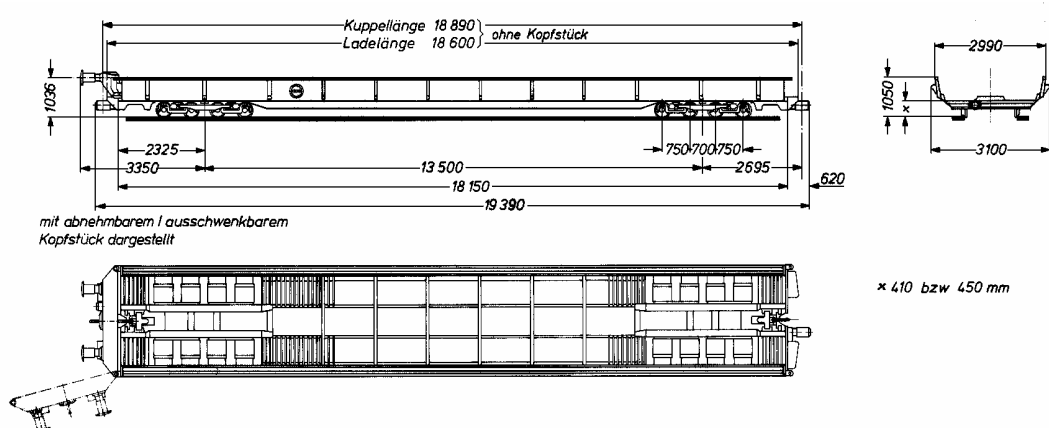 Kuppellänge 18 890
Ladelänge 18 600
ohne Kopfstück
2990
1036
1050
x
2325
750 700 750
3350
13 500
2695
3100
18 150
620
19 390
mit abnehmbarem / ausschwenkbarem
Kopfstück dargestellt
x 410 bzw 450 mm